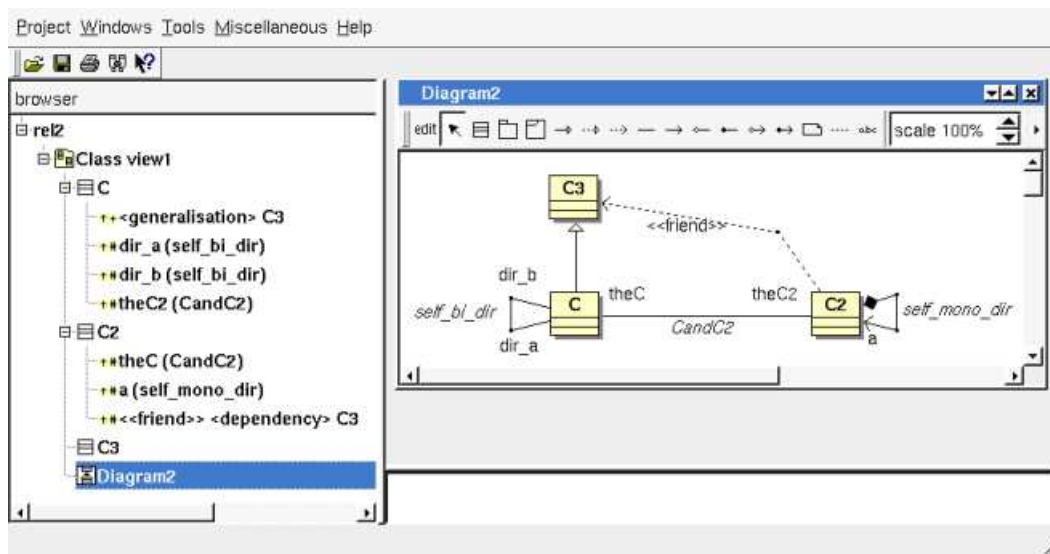 Project Windows Tools Miscellaneous Help
browser
rel2
Class view1
C
<generalisation> C3
dir_a (self_bi_dir)
dir_b (self_bi_dir)
theC2 (CandC2)
C2
theC (CandC2)
a (self_mono_dir)
<<friend>> <dependency> C3
C3
Diagram2
Diagram2
edit
abc
scale 100%
C3
<<friend>>
dir_b
self_bi_dir
C
theC
theC2
C2
self_mono_dir
CandC2
dir_a
a